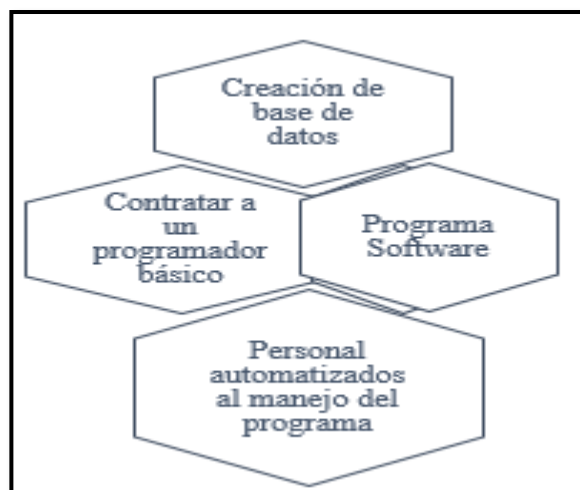 Creación de
base de
datos
Contratar a
un
programador
básico
Programa
Software
Personal
automatizados
al manejo del
programa